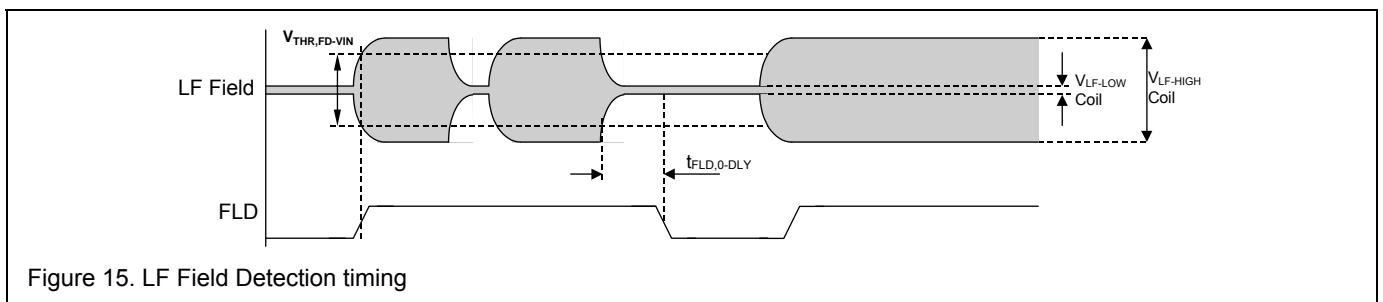 VTHR,FD-VIN
LF Field
VLF-LOW
Coil
VLF-HIGH
Coil
tFLD,0-DLY
FLD
Figure 15. LF Field Detection timing